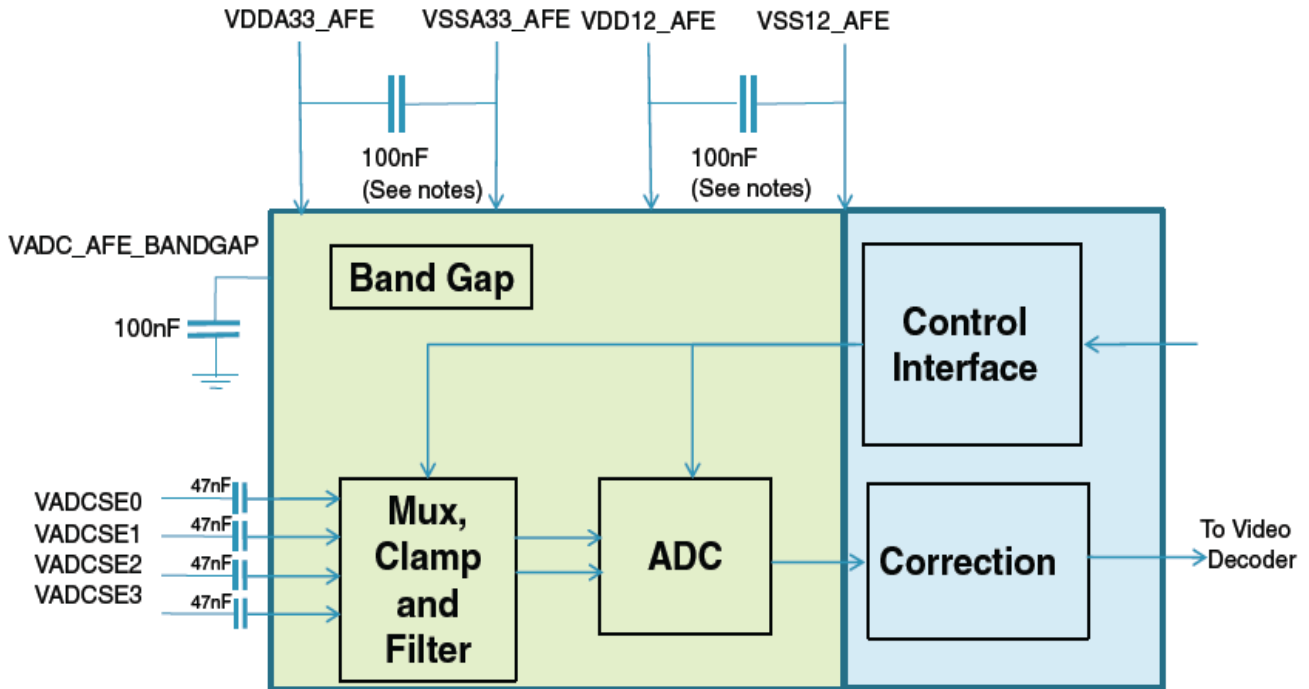 VDDA33_AFE VSSA33_AFE VDD12_AFE VSS12_AFE
100nF
(See notes)
100nF
(See notes)
VADC_AFE_BANDGAP
100nF
Band Gap
Control
Interface
VADCSE0
VADCSE1
VADCSE2
VADCSE3
47nF
47nF
47nF
47nF
Mux,
Clamp
and
Filter
ADC
Correction
To Video
Decoder